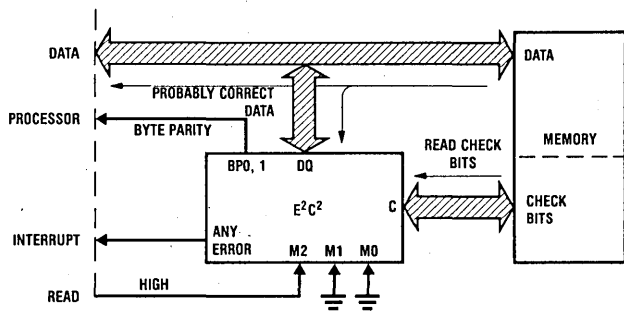 DATA
DATA
PROBABLY CORRECT
DATA
PROCESSOR
BYTE PARITY
MEMORY
READ CHECK
BITS
BP0, 1
DQ
E²C²
C
CHECK
BITS
INTERRUPT
ANY
ERROR
M2 M1 M0
READ
HIGH